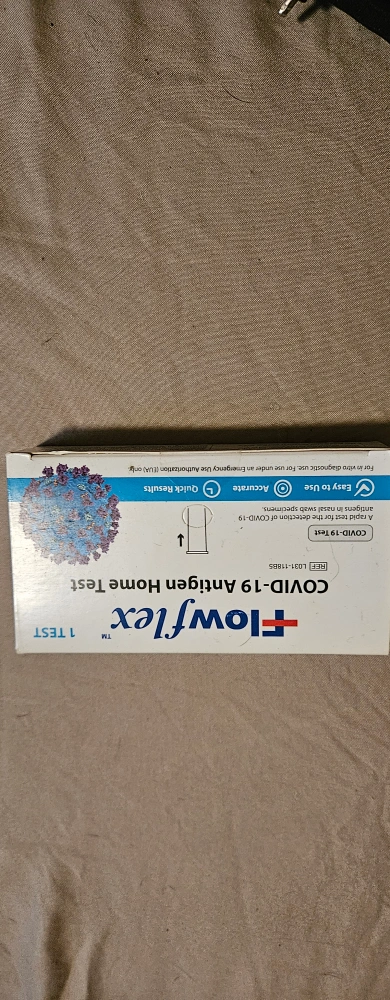 1 TEST
Flowflex™
COVID-19 Antigen Home Test
REF L031-118B5
COVID-19 Test
A rapid test for the detection of COVID-19
antigens in nasal swab specimens.
Easy to Use Accurate Quick Results
For in vitro diagnostic use. For use under an Emergency Use Authorization (EUA) only.